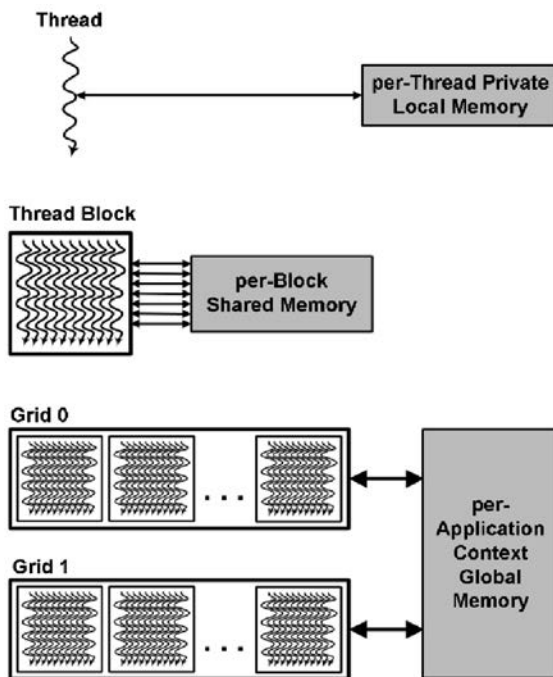 Thread
per-Thread Private
Local Memory
Thread Block
per-Block
Shared Memory
Grid 0
. . .
per-
Application
Context
Global
Memory
Grid 1
. . .